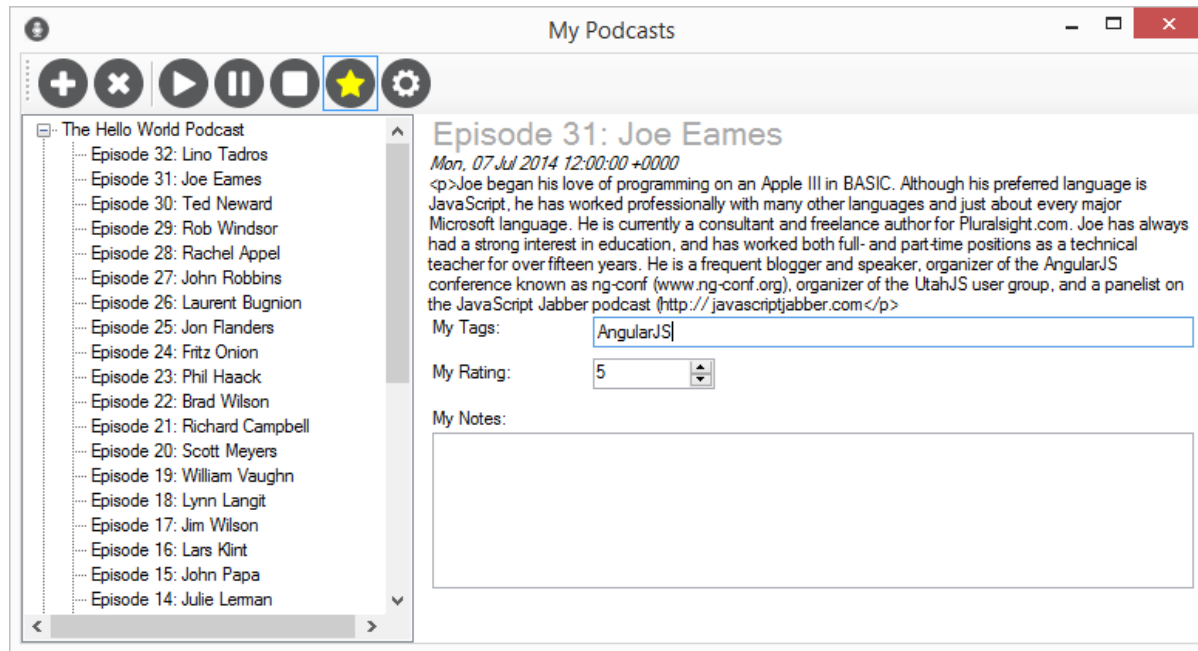 My Podcasts
The Hello World Podcast
Episode 32: Lino Tadros
Episode 31: Joe Eames
Episode 30: Ted Neward
Episode 29: Rob Windsor
Episode 28: Rachel Appel
Episode 27: John Robbins
Episode 26: Laurent Bugnion
Episode 25: Jon Flanders
Episode 24: Fritz Onion
Episode 23: Phil Haack
Episode 22: Brad Wilson
Episode 21: Richard Campbell
Episode 20: Scott Meyers
Episode 19: William Vaughn
Episode 18: Lynn Langit
Episode 17: Jim Wilson
Episode 16: Lars Klint
Episode 15: John Papa
Episode 14: Julie Lerman
Episode 31: Joe Eames
Mon, 07 Jul 2014 12:00:00 +0000
<p>Joe began his love of programming on an Apple III in BASIC. Although his preferred language is
JavaScript, he has worked professionally with many other languages and just about every major
Microsoft language. He is currently a consultant and freelance author for Pluralsight.com. Joe has always
had a strong interest in education, and has worked both full- and part-time positions as a technical
teacher for over fifteen years. He is a frequent blogger and speaker, organizer of the AngularJS
conference known as ng-conf (www.ng-conf.org), organizer of the UtahJS user group, and a panelist on
the JavaScript Jabber podcast (http:// javascriptjabber.com</p>
My Tags: AngularJS
My Rating: 5
My Notes: